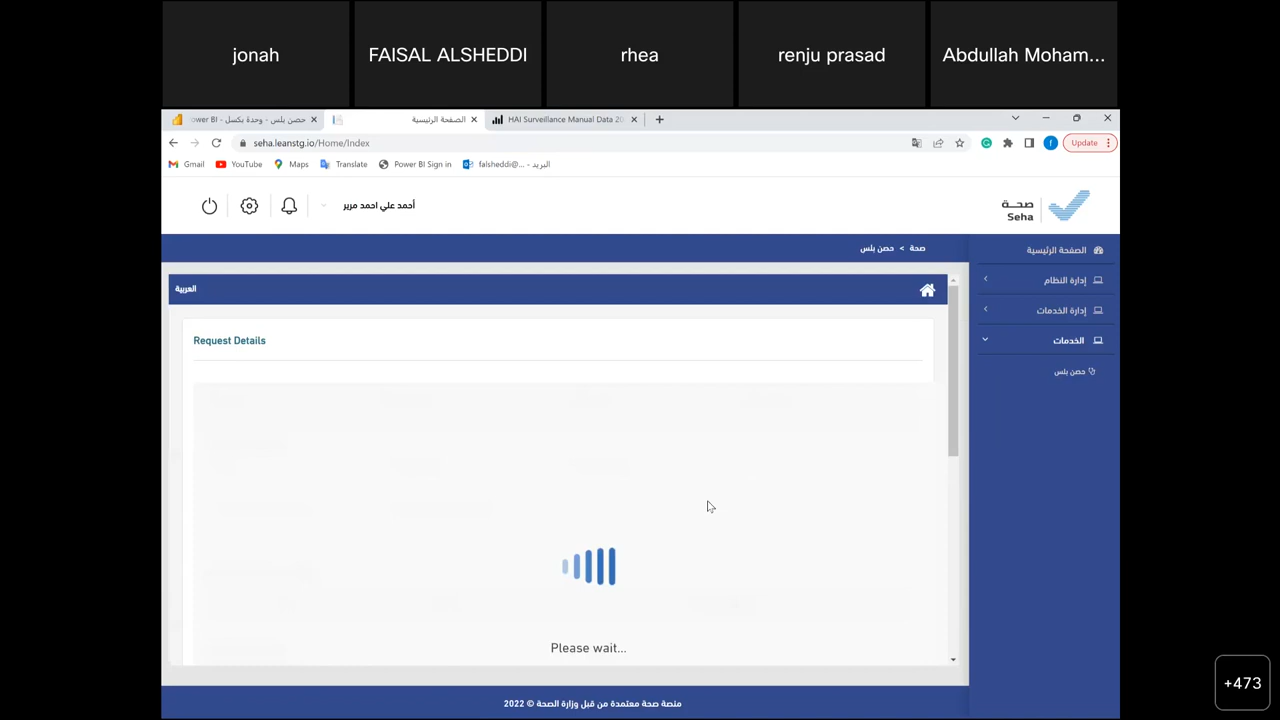 jonah
FAISAL ALSHEDDI
rhea
renju prasad
Abdullah Moham...
حصن بلس - وحدة بكسل - ower BI
الصفحة الرئيسية
HAI Surveillance Manual Data 20
seha.leanstg.io/Home/Index
Update
Gmail
YouTube
Maps
Translate
Power BI Sign in
البريد - ...@falsheddi
أحمد علي احمد مرير
صحة
Seha
صحة > حصن بلس
الصفحة الرئيسية
إدارة النظام
إدارة الخدمات
الخدمات
حصن بلس
العربية
Request Details
Please wait...
منصة صحة معتمدة من قبل وزارة الصحة © 2022
+473